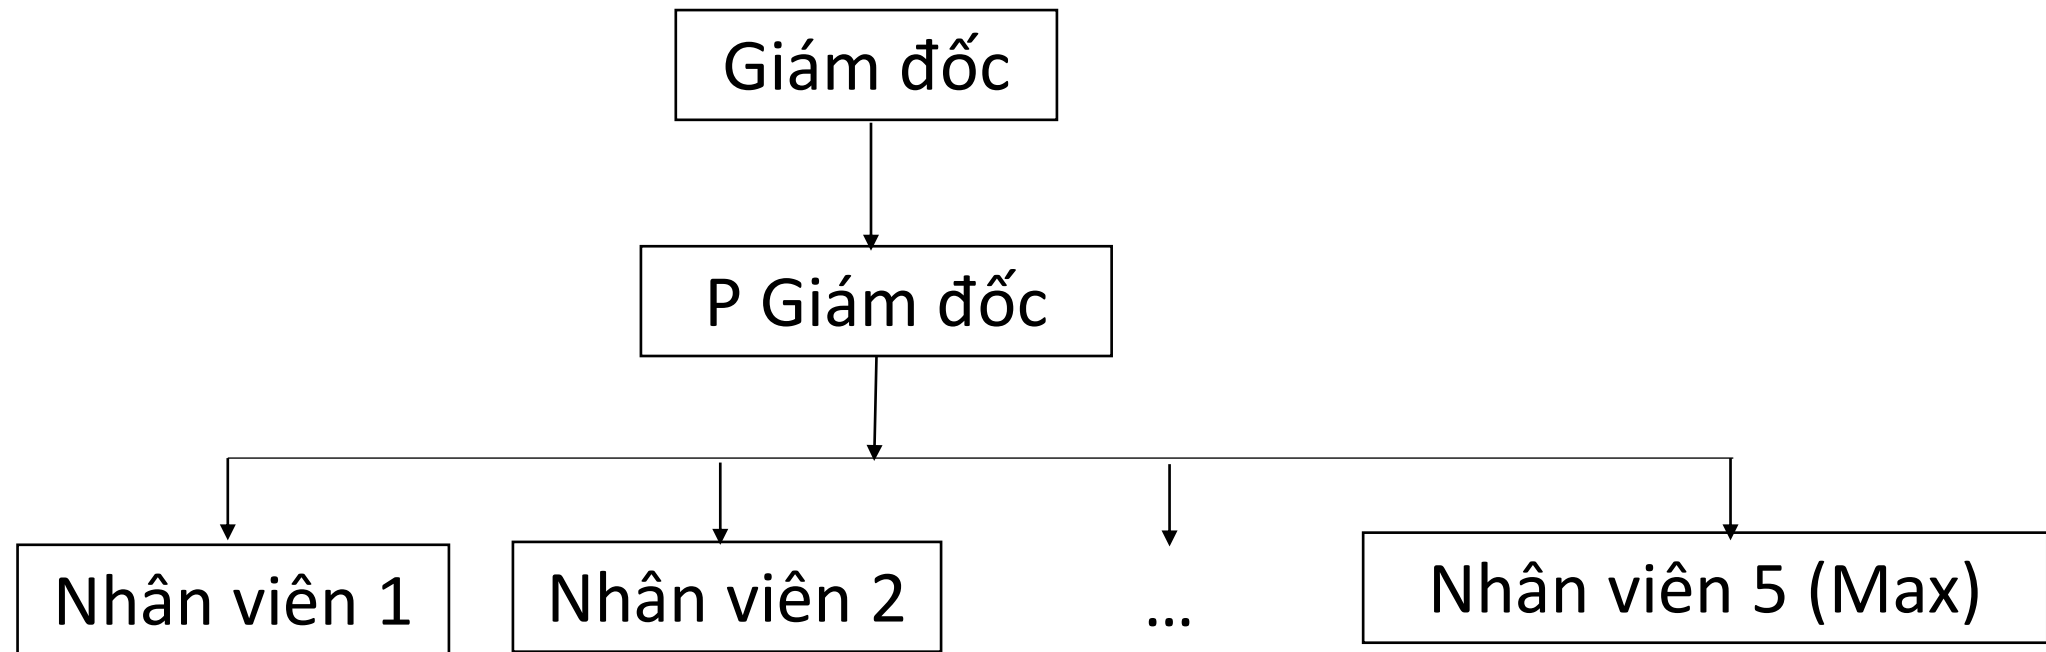 Giám đốc
P Giám đốc
Nhân viên 1
Nhân viên 2
...
Nhân viên 5 (Max)